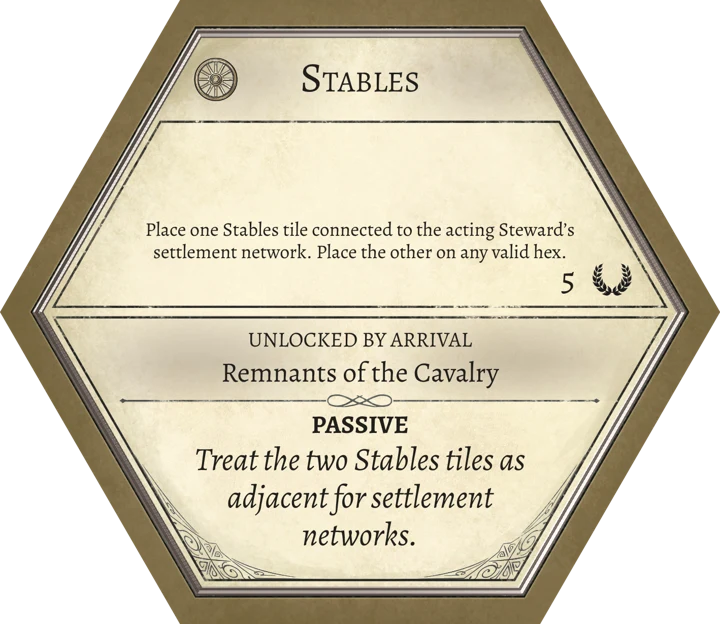 Stables
Place one Stables tile connected to the acting Steward's
settlement network. Place the other on any valid hex.
5
UNLOCKED BY ARRIVAL
Remnants of the Cavalry
PASSIVE
Treat the two Stables tiles as
adjacent for settlement
networks.